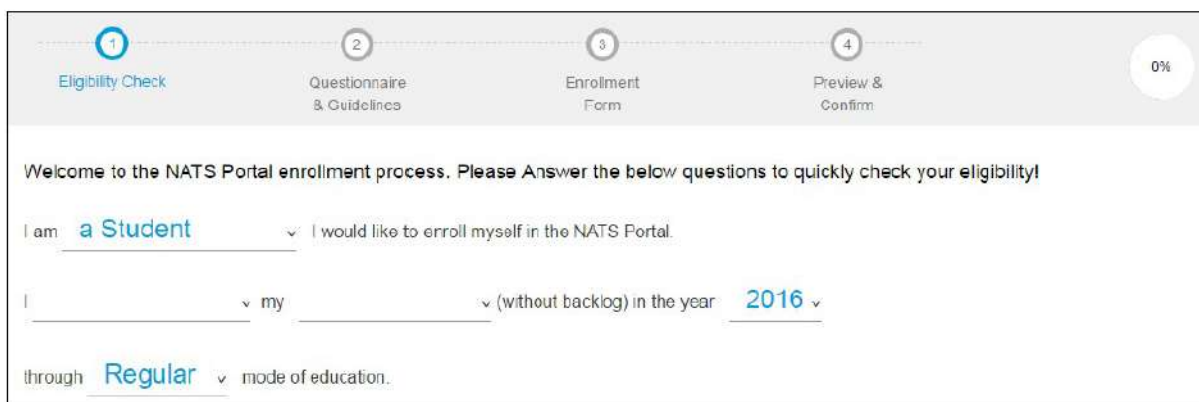 1 2 3 4
Eligibility Check Questionnaire & Guidelines Enrollment Form Preview & Confirm
0%
Welcome to the NATS Portal enrollment process. Please Answer the below questions to quickly check your eligibility!
I am a Student I would like to enroll myself in the NATS Portal.
I my (without backlog) in the year 2016
through Regular mode of education.